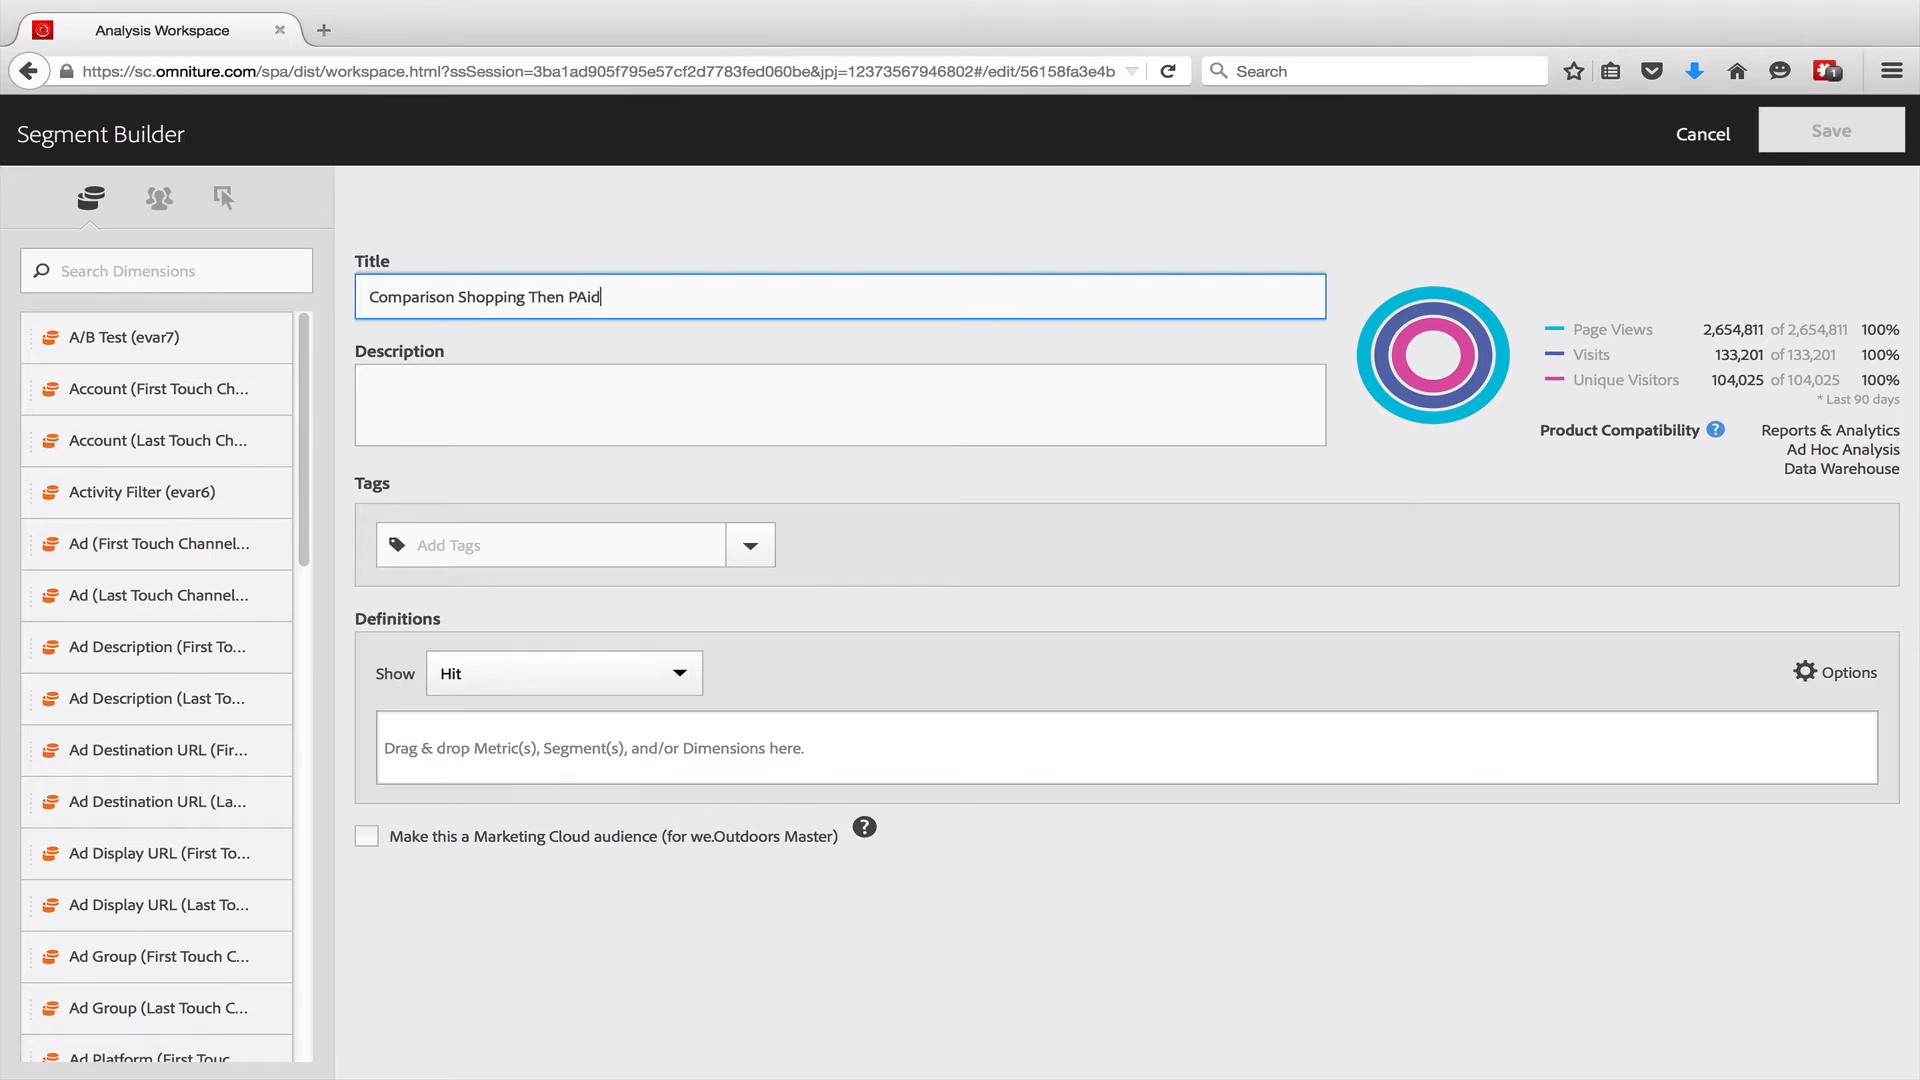 Analysis Workspace
https://sc.omniture.com/spa/dist/workspace.html?ssSession=3ba1ad905f795e57cf2d7783fed060be&jpj=12373567946802#/edit/56158fa3e4b
Search
1
Segment Builder
Cancel
Save
Search Dimensions
A/B Test (evar7)
Account (First Touch Ch...
Account (Last Touch Ch...
Activity Filter (evar6)
Ad (First Touch Channel...
Ad (Last Touch Channel...
Ad Description (First To...
Ad Description (Last To...
Ad Destination URL (Fir...
Ad Destination URL (La...
Ad Display URL (First To...
Ad Display URL (Last To...
Ad Group (First Touch C...
Ad Group (Last Touch C...
Ad Platform (First Touc
Title
Comparison Shopping Then PAid
Description
Page Views 2,654,811 of 2,654,811 100%
Visits 133,201 of 133,201 100%
Unique Visitors 104,025 of 104,025 100%
* Last 90 days
Product Compatibility ? Reports & Analytics
Ad Hoc Analysis
Data Warehouse
Tags
Add Tags
Definitions
Show Hit
Options
Drag & drop Metric(s), Segment(s), and/or Dimensions here.
Make this a Marketing Cloud audience (for we.Outdoors Master) ?